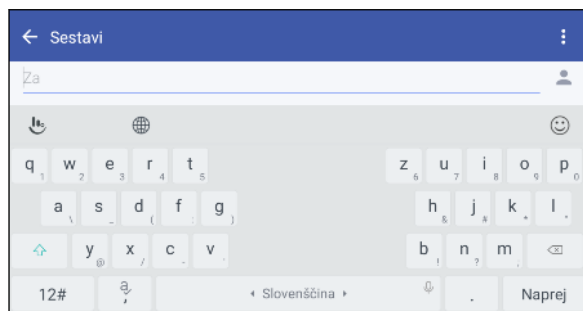 Sestavi
Za
q 1 w 2 e 3 r 4 t 5 z 6 u 7 i 8 o 9 p 0
a \ s _ d ( f : g ) h & j # k * l
y @ x / c - v b ! n ? m
12# a , Slovenščina . Naprej